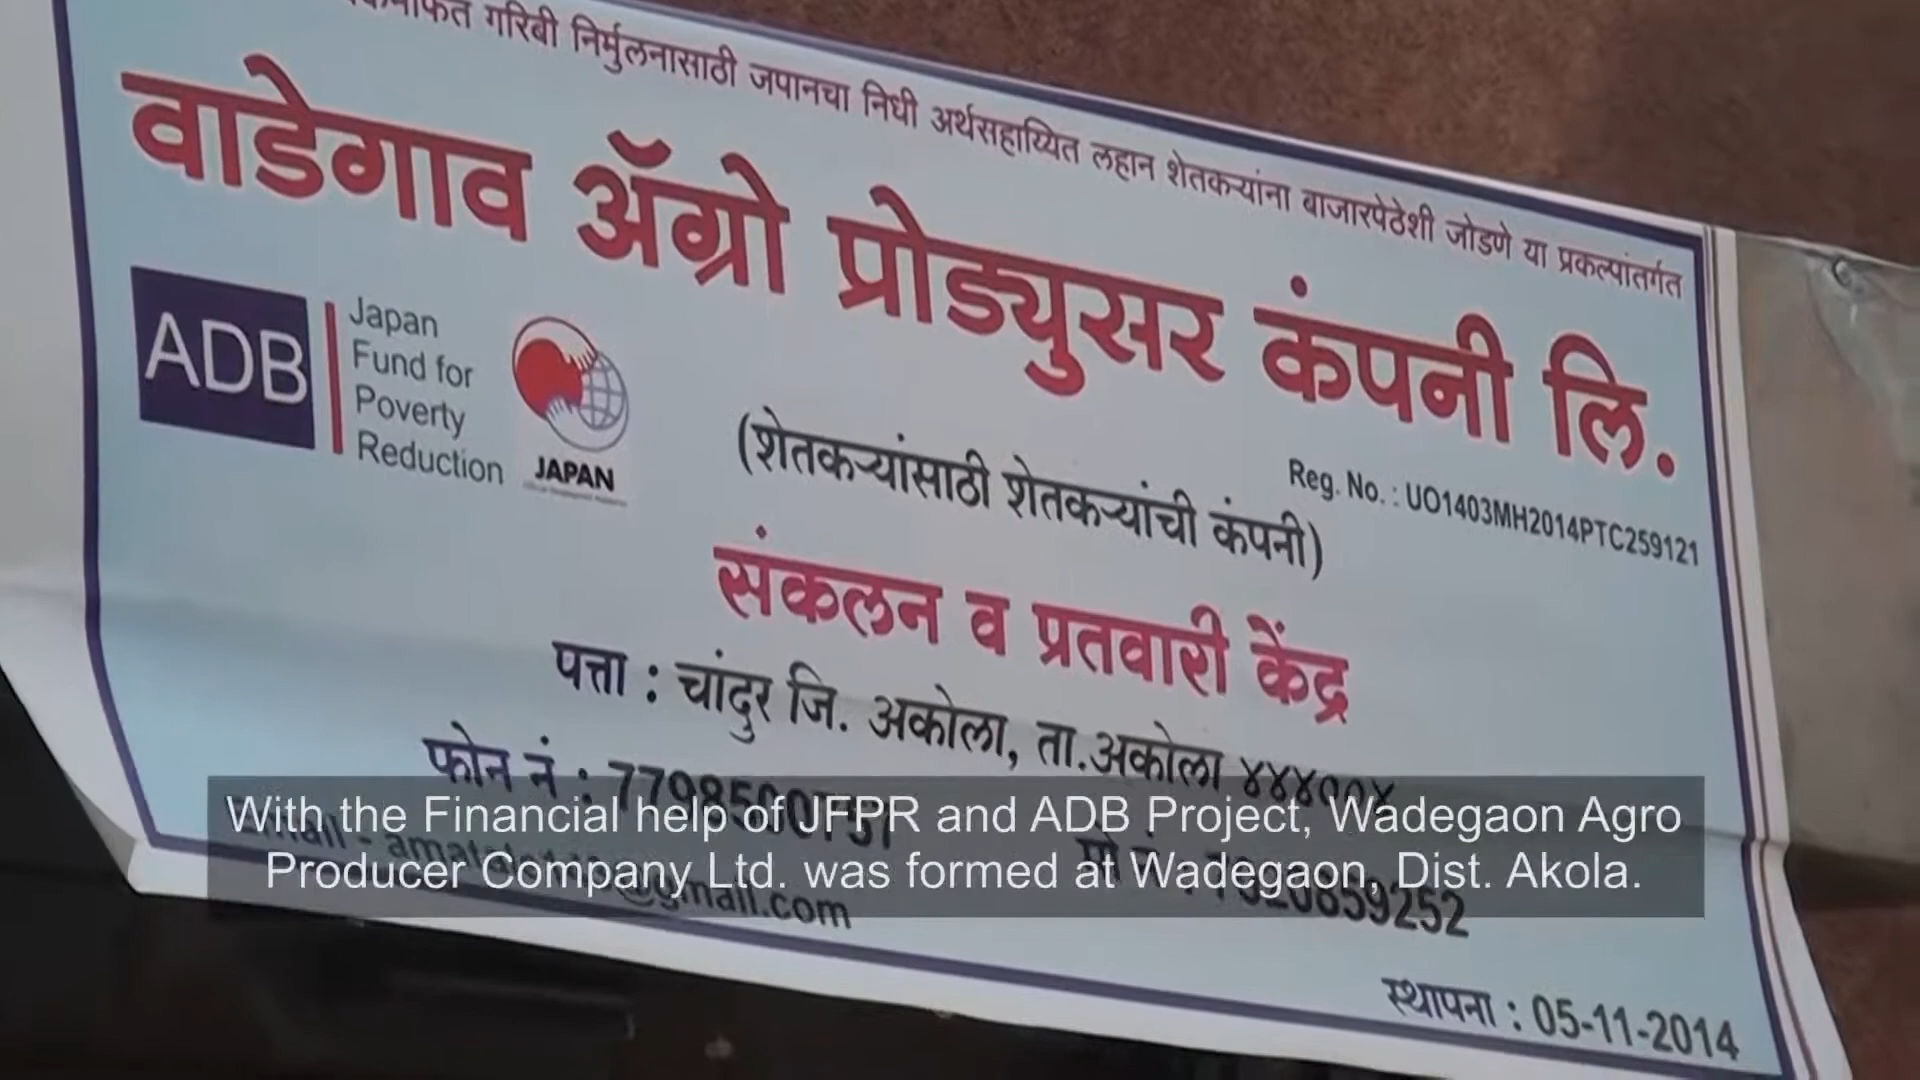 गरिबी निर्मुलनासाठी जपानचा निधी अर्थसहाय्यित लहान शेतकऱ्यांना बाजारपेठेशी जोडणे या प्रकल्पांतर्गत
वाडेगाव ॲग्रो प्रोड्युसर कंपनी लि.
ADB
Japan
Fund for
Poverty
Reduction
JAPAN
Reg. No. : UO1403MH2014PTC259121
(शेतकऱ्यांसाठी शेतकऱ्यांची कंपनी)
संकलन व प्रतवारी केंद्र
पत्ता : चांदुर जि. अकोला, ता.अकोला
फोन नं :
With the Financial help of JFPR and ADB Project, Wadegaon Agro
Producer Company Ltd. was formed at Wadegaon, Dist. Akola.
स्थापना : 05-11-2014